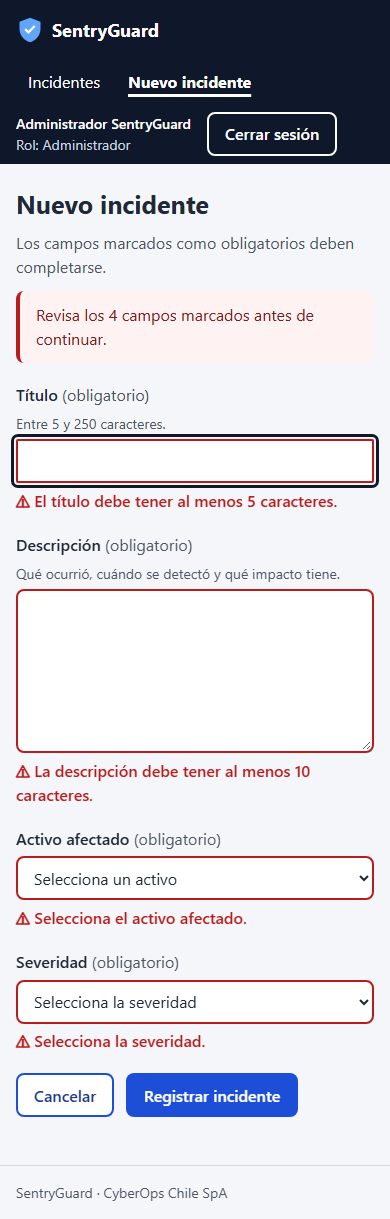 SentryGuard
Incidentes Nuevo incidente
Administrador SentryGuard
Rol: Administrador
Cerrar sesión
Nuevo incidente
Los campos marcados como obligatorios deben
completarse.
Revisa los 4 campos marcados antes de
continuar.
Título (obligatorio)
Entre 5 y 250 caracteres.
⚠ El título debe tener al menos 5 caracteres.
Descripción (obligatorio)
Qué ocurrió, cuándo se detectó y qué impacto tiene.
⚠ La descripción debe tener al menos 10
caracteres.
Activo afectado (obligatorio)
Selecciona un activo
⚠ Selecciona el activo afectado.
Severidad (obligatorio)
Selecciona la severidad
⚠ Selecciona la severidad.
Cancelar Registrar incidente
SentryGuard · CyberOps Chile SpA